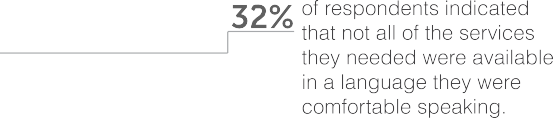 32% of respondents indicated
that not all of the services
they needed were available
in a language they were
comfortable speaking.